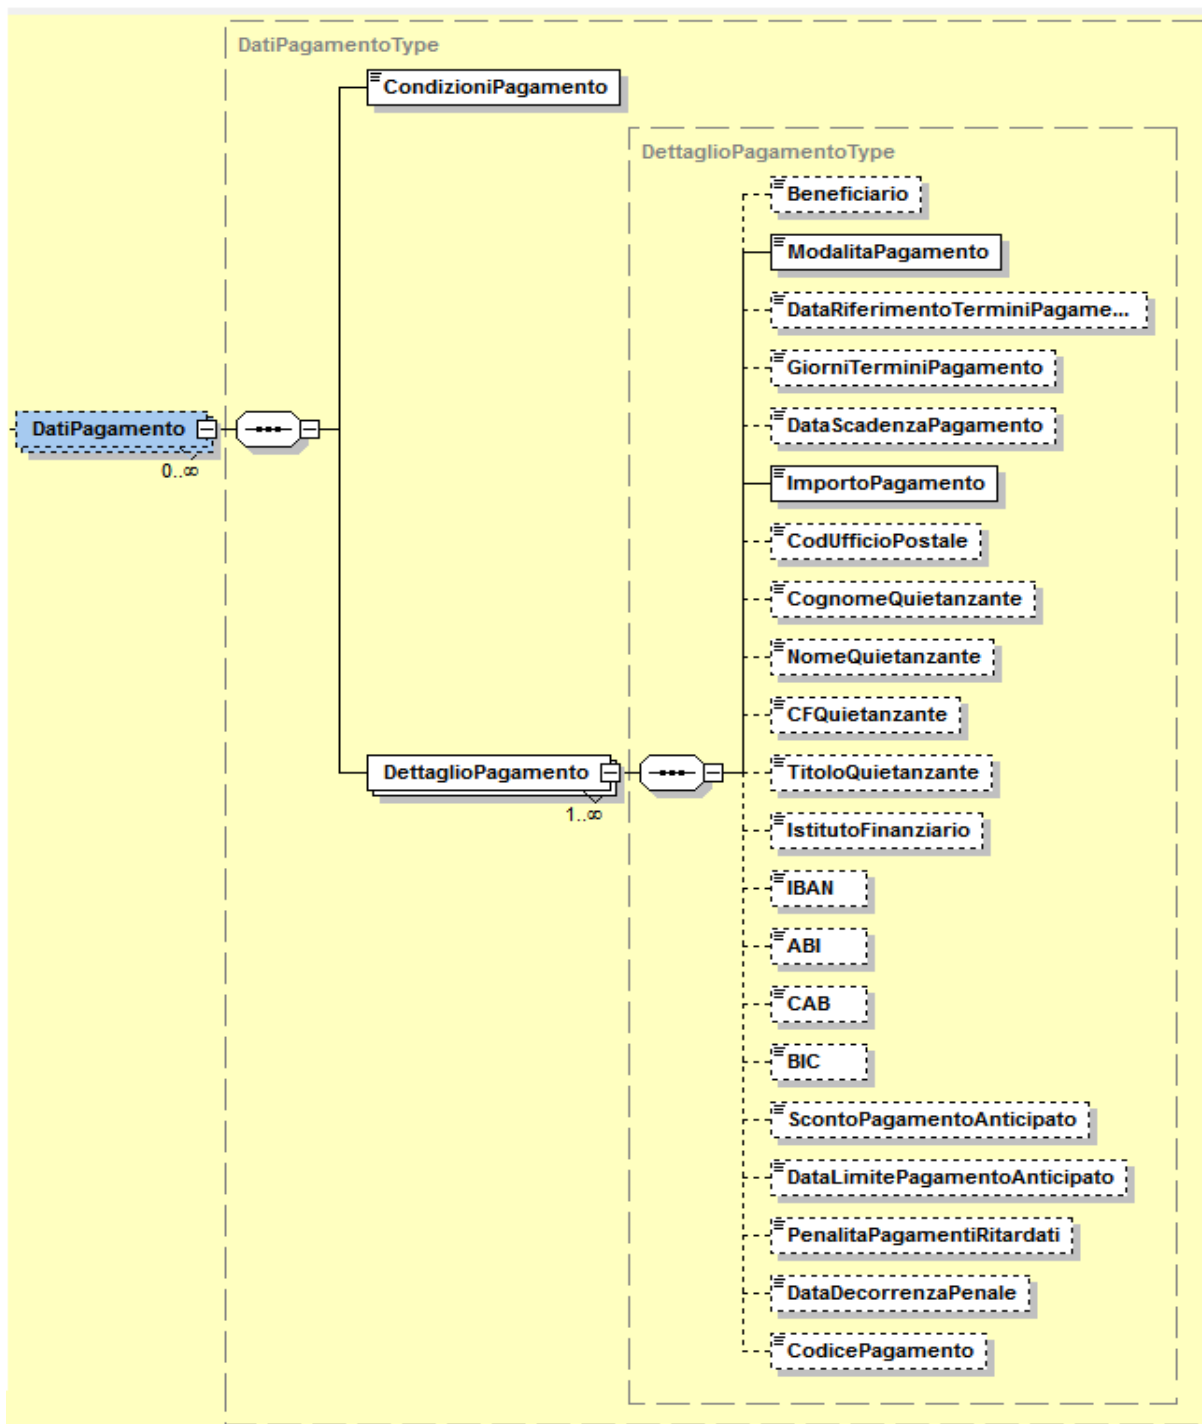 DatiPagamentoType
CondizioniPagamento
DettaglioPagamentoType
Beneficiario
ModalitaPagamento
DataRiferimentoTerminiPagame...
GiorniTerminiPagamento
DataScadenzaPagamento
DatiPagamento
0..∞
ImportoPagamento
CodUfficioPostale
CognomeQuietanzante
NomeQuietanzante
CFQuietanzante
DettaglioPagamento
1..∞
TitoloQuietanzante
IstitutoFinanziario
IBAN
ABI
CAB
BIC
ScontoPagamentoAnticipato
DataLimitePagamentoAnticipato
PenalitaPagamentiRitardati
DataDecorrenzaPenale
CodicePagamento